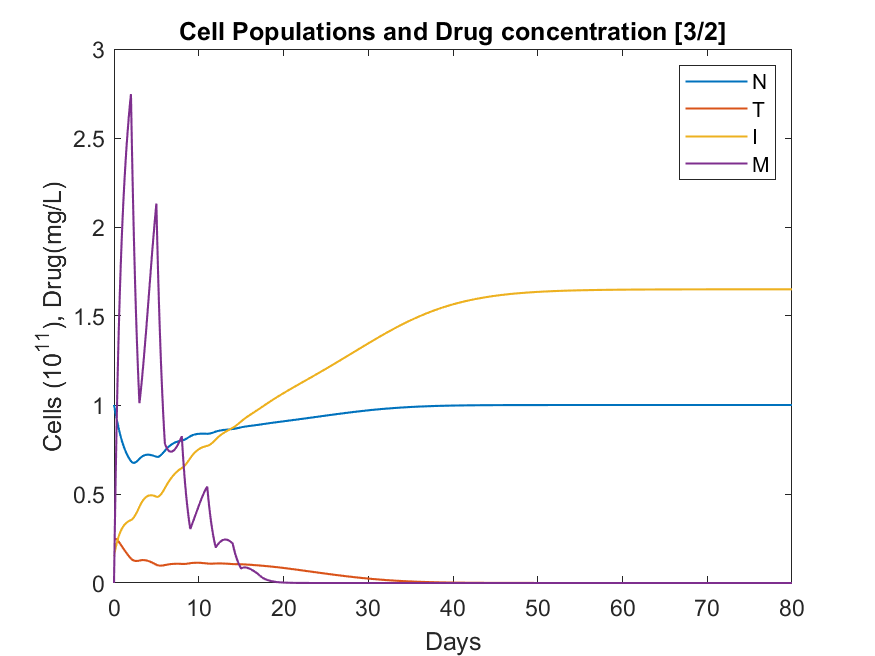 Cell Populations and Drug concentration [3/2]
3
2.5
2
1.5
1
0.5
0
Cells (10^11), Drug(mg/L)
N
T
I
M
0 10 20 30 40 50 60 70 80
Days